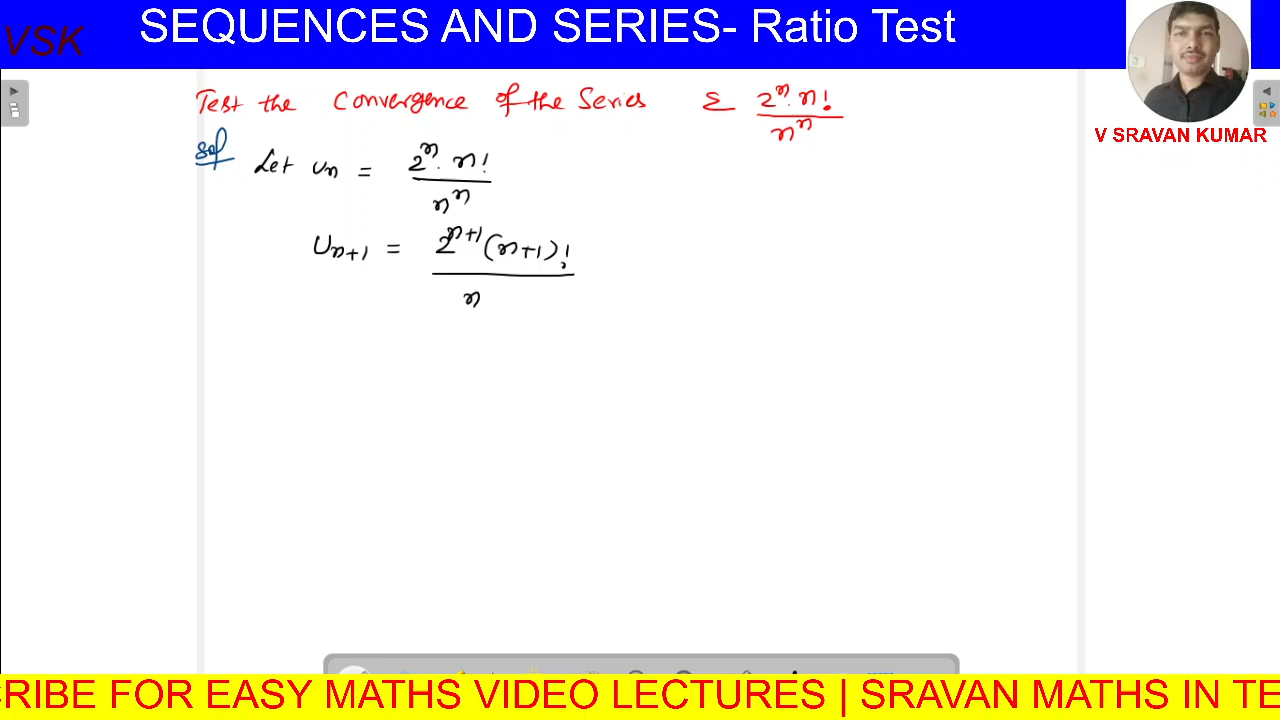 VSK
SEQUENCES AND SERIES- Ratio Test
V SRAVAN KUMAR
Test the Convergence of the Series Σ 2ⁿ. n! / nⁿ
Sol Let uₙ = 2ⁿ. n! / nⁿ
Uₙ₊₁ = 2ⁿ⁺¹(n+1)! / n
CRIBE FOR EASY MATHS VIDEO LECTURES | SRAVAN MATHS IN TE